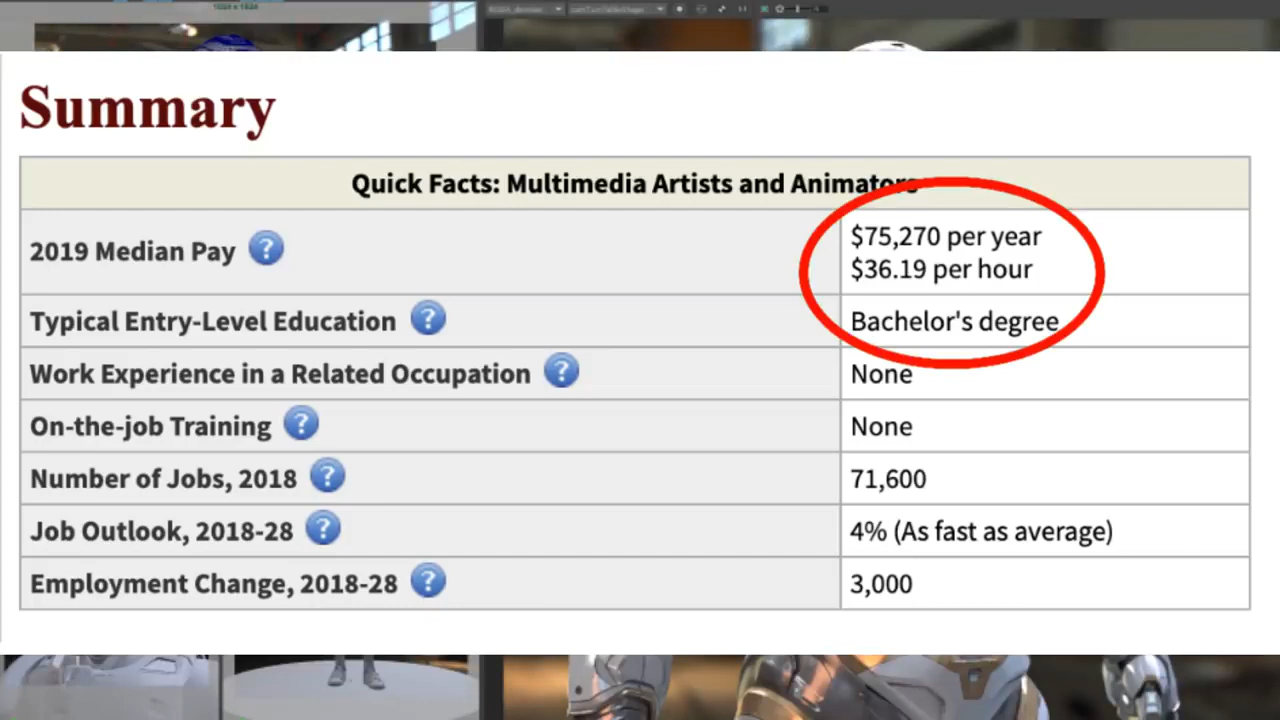 Summary
Quick Facts: Multimedia Artists and Animators
2019 Median Pay ?
$75,270 per year
$36.19 per hour
Typical Entry-Level Education ?
Bachelor's degree
Work Experience in a Related Occupation ?
None
On-the-job Training ?
None
Number of Jobs, 2018 ?
71,600
Job Outlook, 2018-28 ?
4% (As fast as average)
Employment Change, 2018-28 ?
3,000